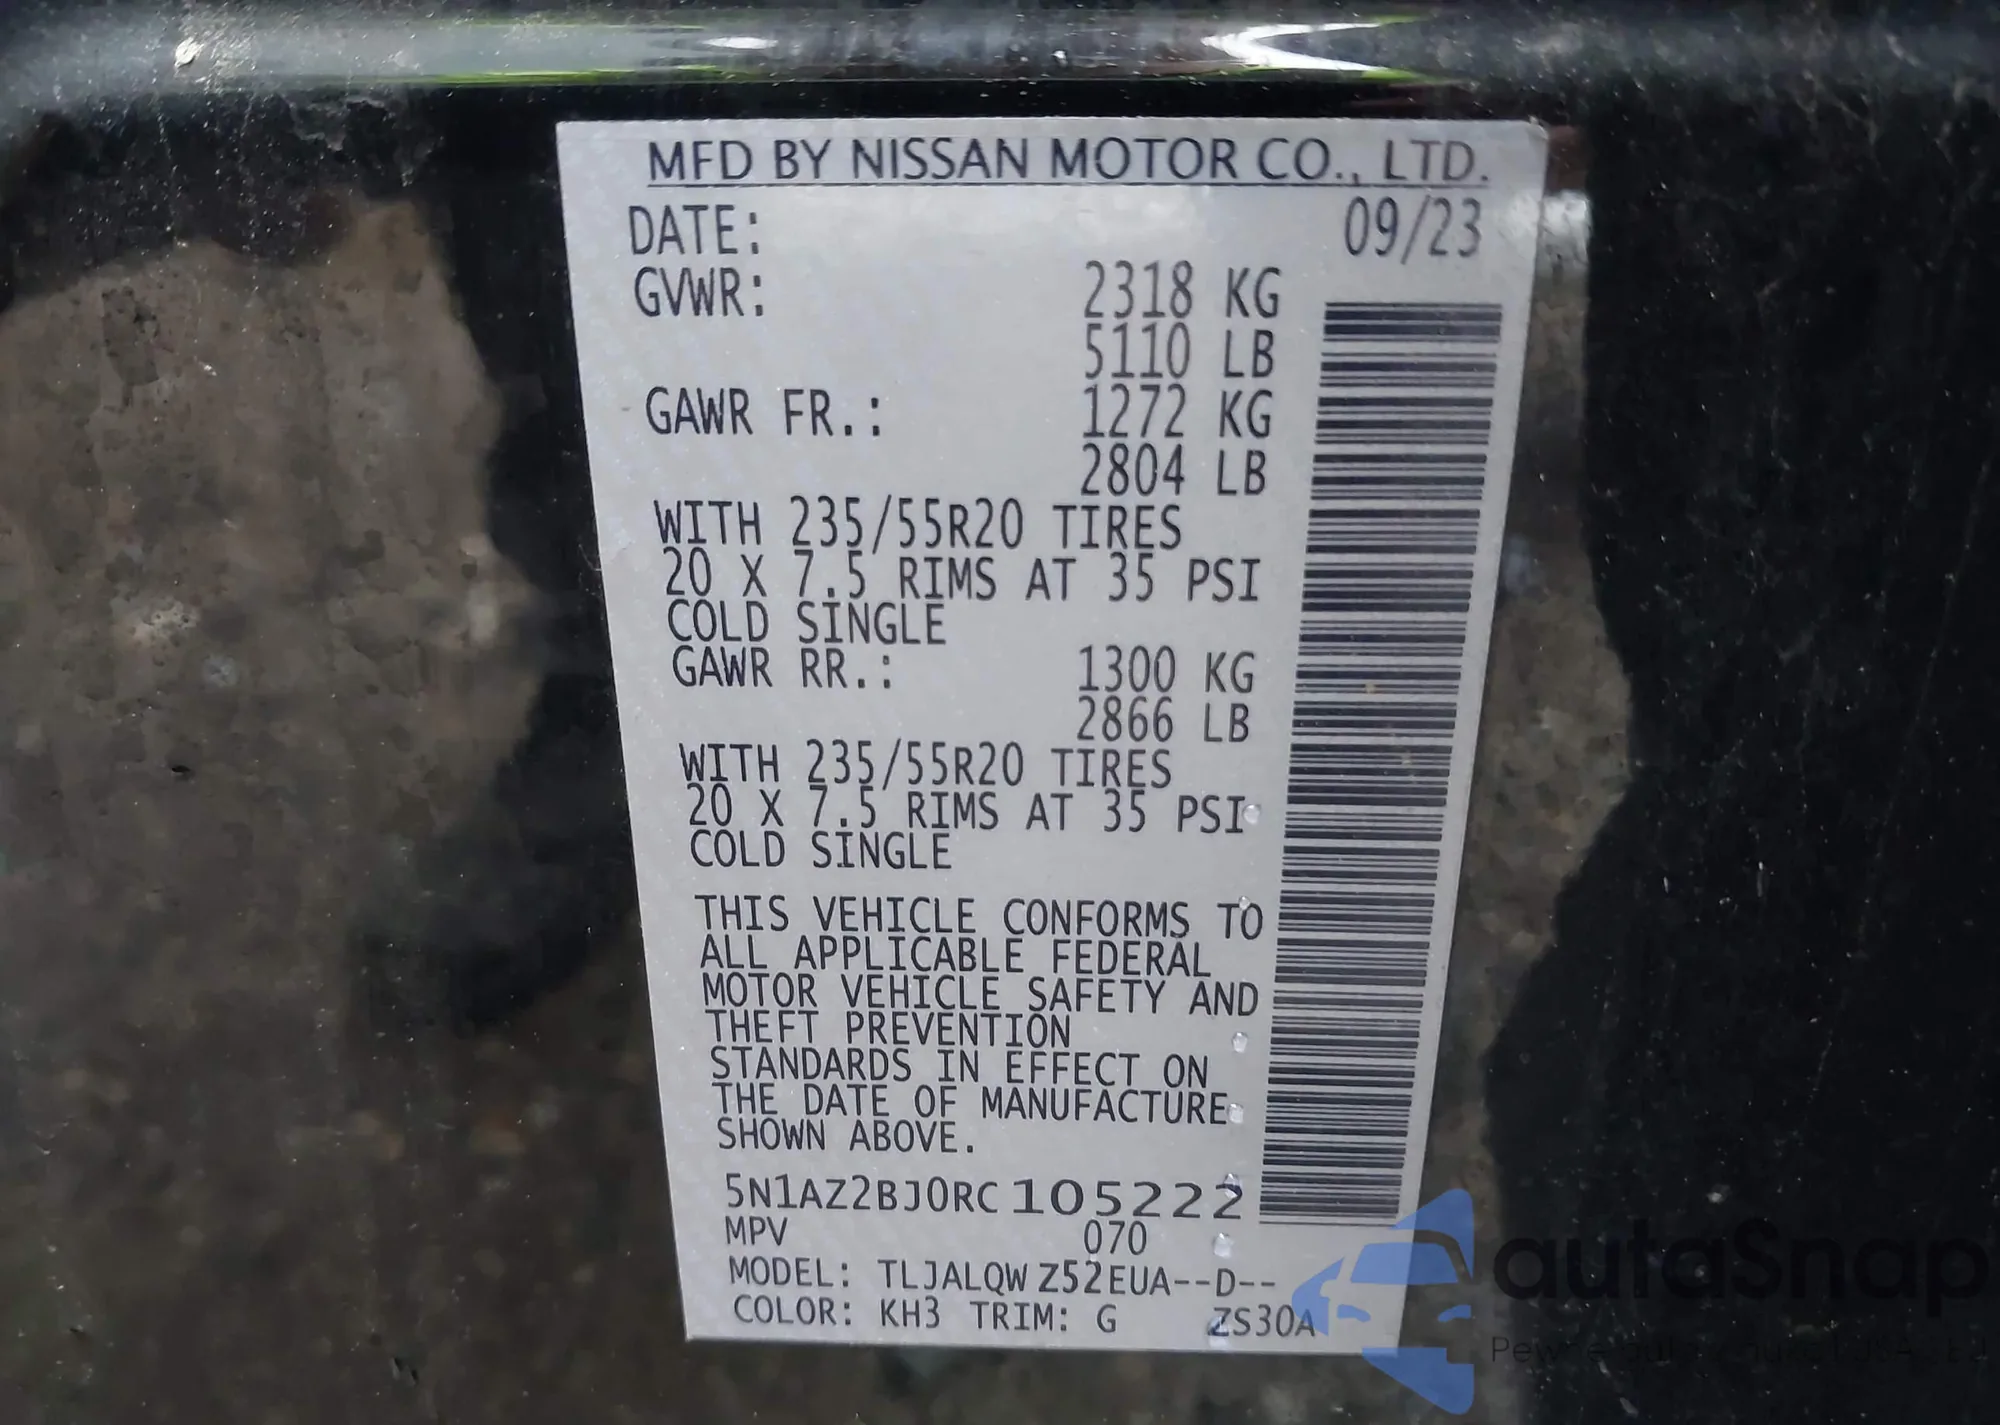 MFD BY NISSAN MOTOR CO., LTD.
DATE: 09/23
GVWR: 2318 KG
5110 LB
GAWR FR.: 1272 KG
2804 LB
WITH 235/55R20 TIRES
20 X 7.5 RIMS AT 35 PSI
COLD SINGLE
GAWR RR.: 1300 KG
2866 LB
WITH 235/55R20 TIRES
20 X 7.5 RIMS AT 35 PSI
COLD SINGLE
THIS VEHICLE CONFORMS TO
ALL APPLICABLE FEDERAL
MOTOR VEHICLE SAFETY AND
THEFT PREVENTION
STANDARDS IN EFFECT ON
THE DATE OF MANUFACTURE
SHOWN ABOVE.
5N1AZ2BJ0RC105222
MPV 070
MODEL: TLJALQW Z52EUA--D--
COLOR: KH3 TRIM: G ZS30A
autaSnap